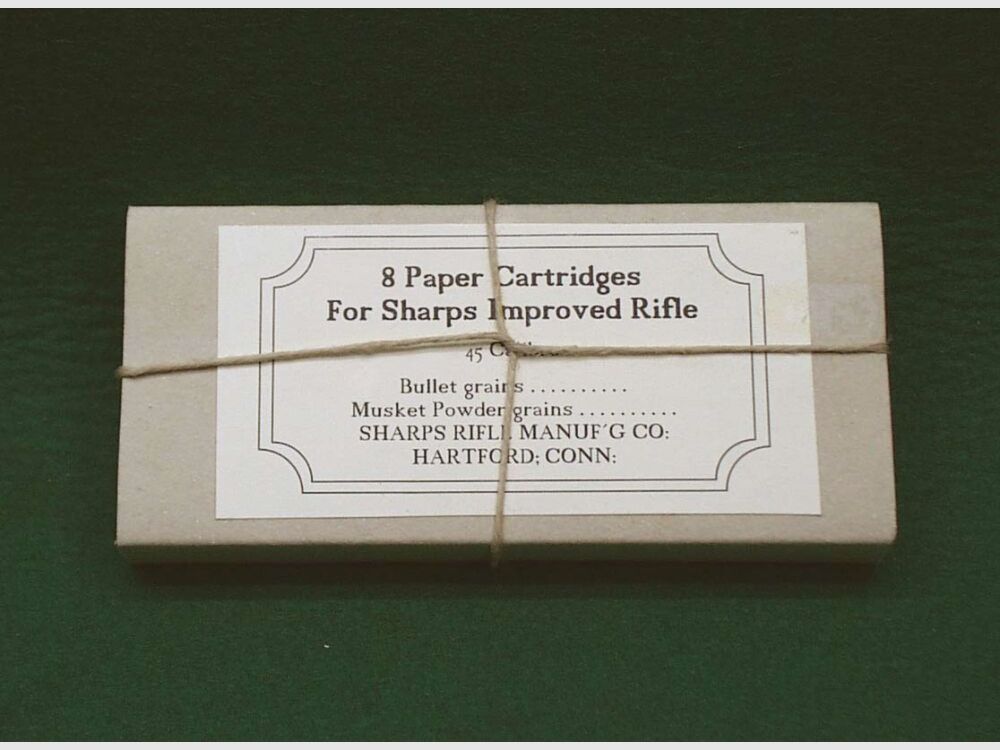 8 Paper Cartridges
For Sharps Improved Rifle
45
Bullet grains ..........
Musket Powder grains ..........
SHARPS RIFLE MANUF´G CO:
HARTFORD; CONN: